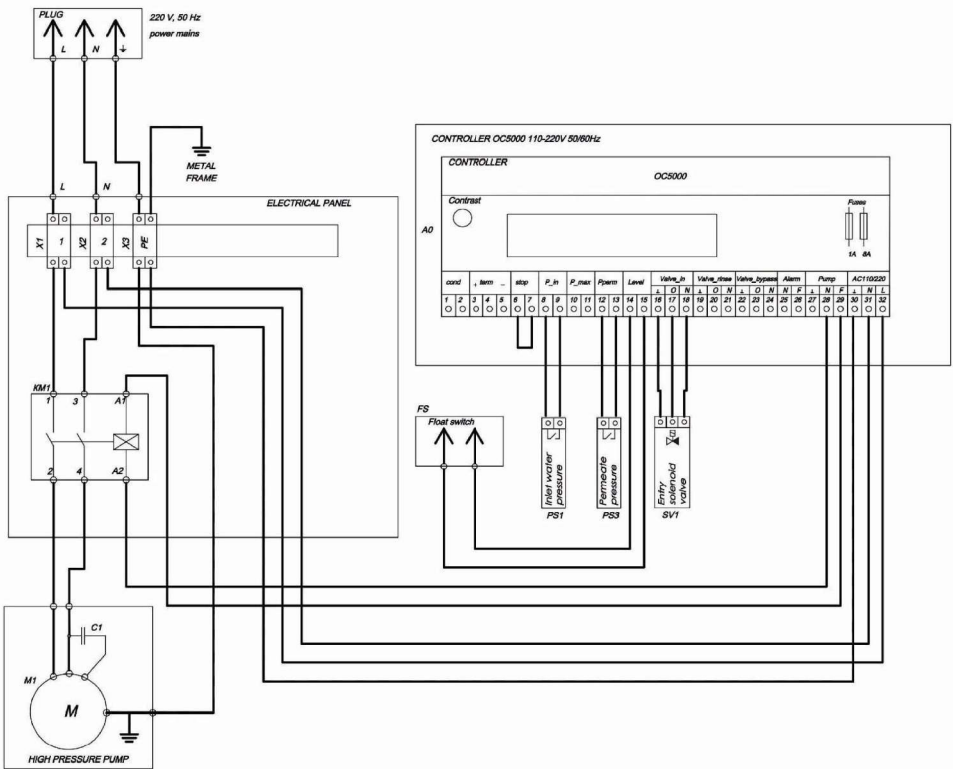 PLUG
220 V, 50 Hz
power mains
L N
METAL
FRAME
L N
ELECTRICAL PANEL
X1 1 X2 2 X3 PE
KM1
1 3 A1
2 4 A2
C1
M1
M
HIGH PRESSURE PUMP
CONTROLLER OC5000 110-220V 50/60Hz
CONTROLLER
OC5000
Contrast
Fuses
A0
1A 8A
cond + term - stop P_in P_max Pperm Level Valve_in Valve_rinse Valve_bypass Alarm Pump AC110/220
⊥ O N ⊥ O N ⊥ O N N F ⊥ N F ⊥ N L
1 2 3 4 5 6 7 8 9 10 11 12 13 14 15 16 17 18 19 20 21 22 23 24 25 26 27 28 29 30 31 32
FS
Float switch
Inlet water
pressure
PS1
Permeate
pressure
PS3
S
Entry
solenoid
valve
SV1